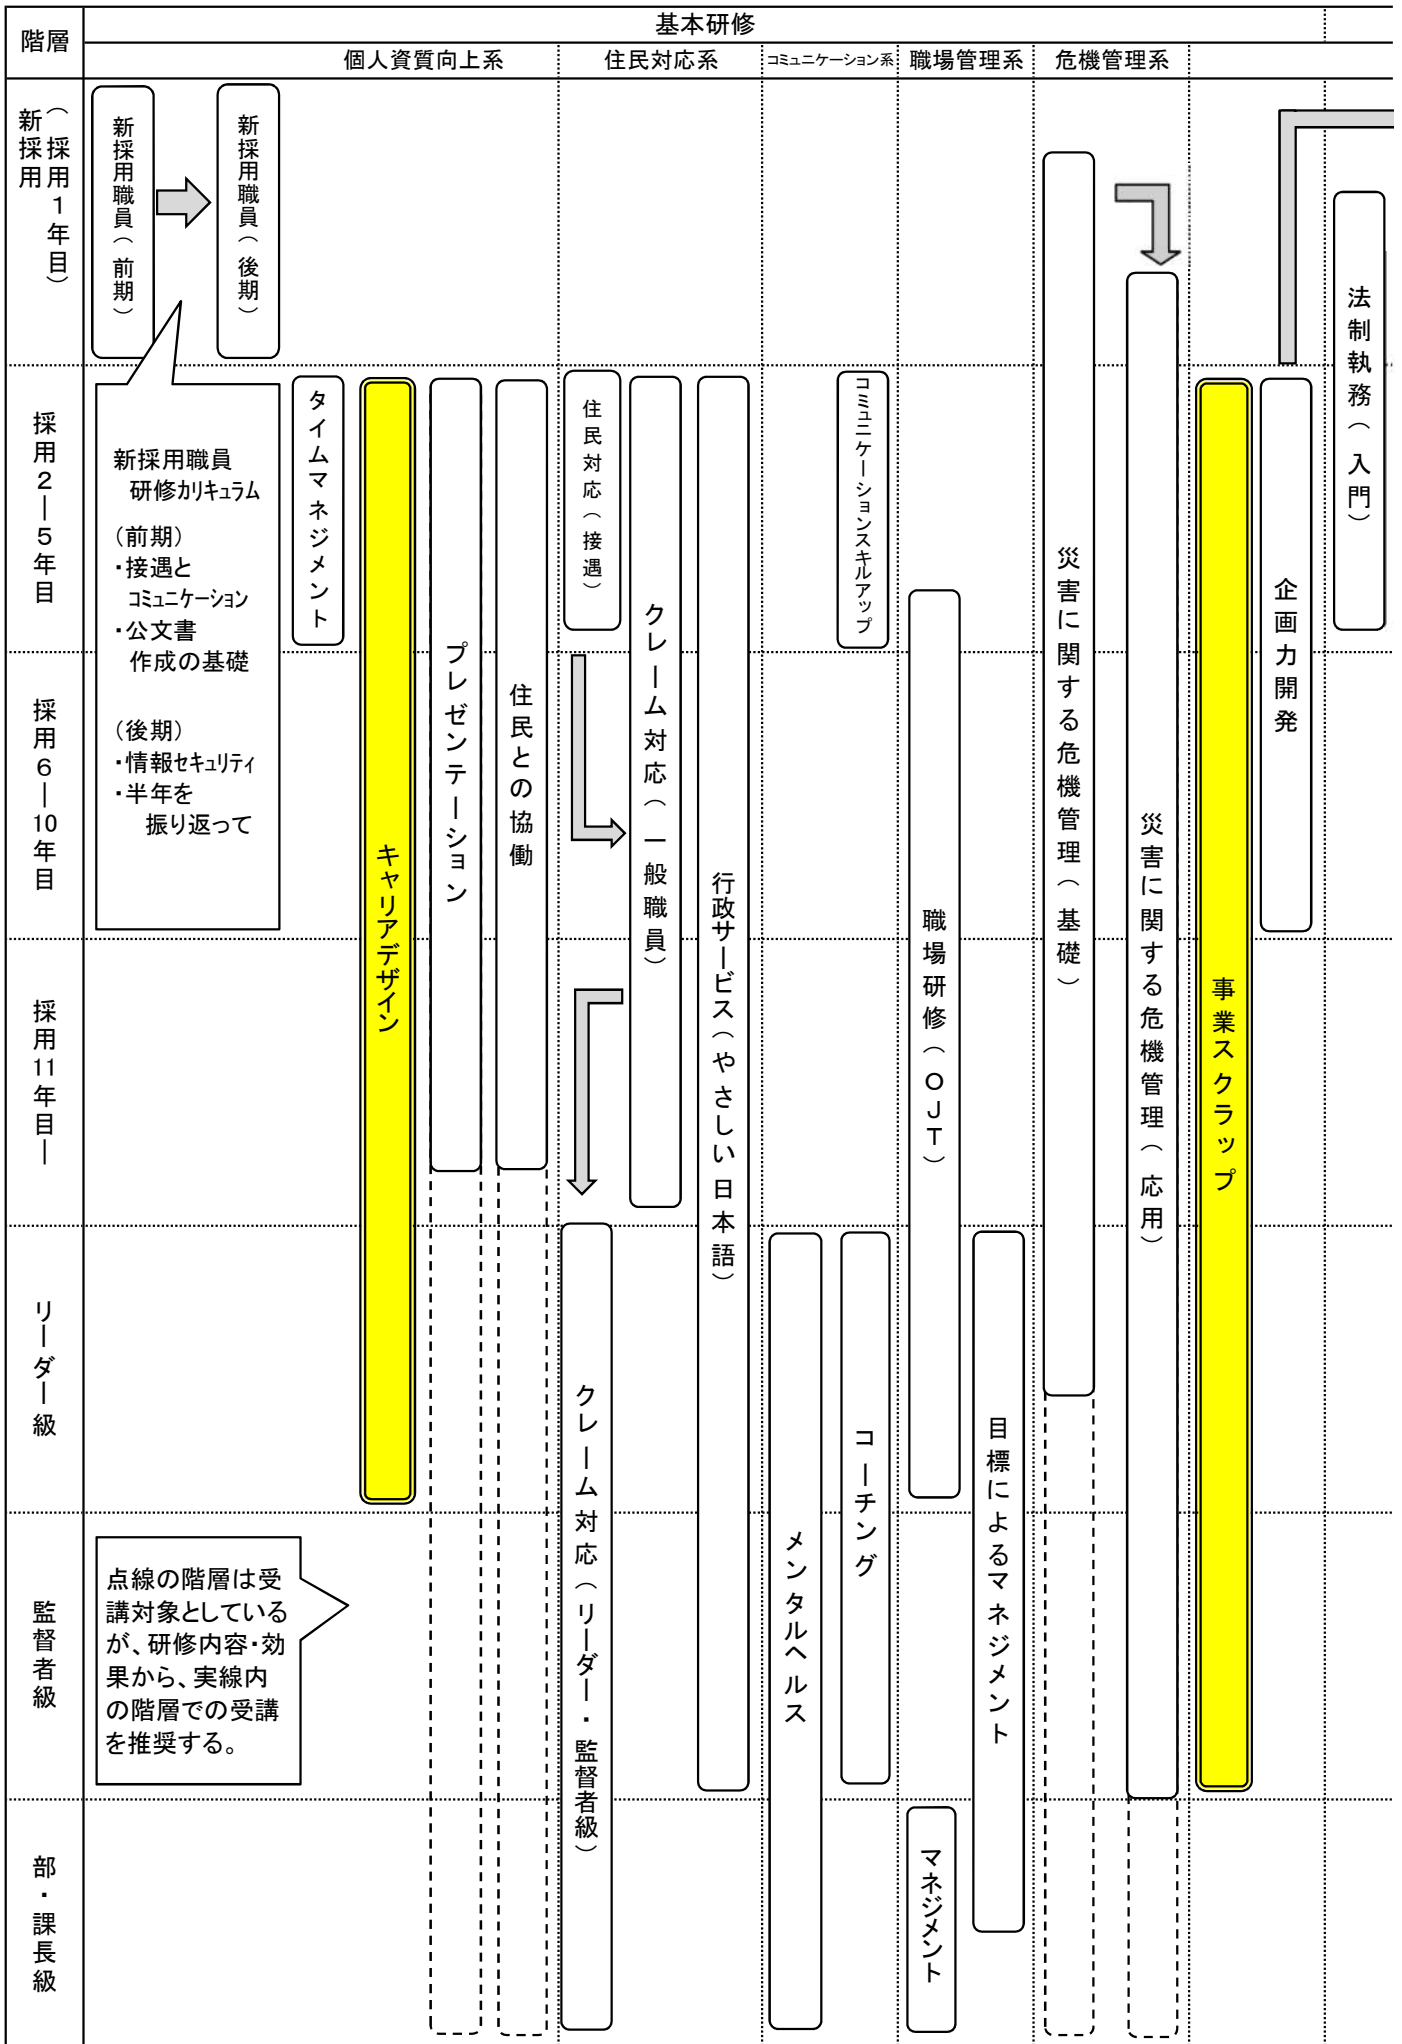 階層
基本研修
個人資質向上系
住民対応系
コミュニケーション系
職場管理系
危機管理系
新採用
（採用１年目）
採用２―５年目
採用６―10年目
採用11年目―
リーダー級
監督者級
部・課長級
新採用職員（前期）
新採用職員（後期）
新採用職員
研修カリキュラム
（前期）
・接遇と
コミュニケーション
・公文書
作成の基礎
（後期）
・情報セキュリティ
・半年を
振り返って
タイムマネジメント
キャリアデザイン
プレゼンテーション
住民との協働
住民対応（接遇）
クレーム対応（一般職員）
クレーム対応（リーダー・監督者級）
行政サービス（やさしい日本語）
コミュニケーションスキルアップ
メンタルヘルス
コーチング
職場研修（ＯＪＴ）
目標によるマネジメント
マネジメント
災害に関する危機管理（基礎）
災害に関する危機管理（応用）
事業スクラップ
企画力開発
法制執務（入門）
点線の階層は受
講対象としている
が、研修内容・効
果から、実線内
の階層での受講
を推奨する。